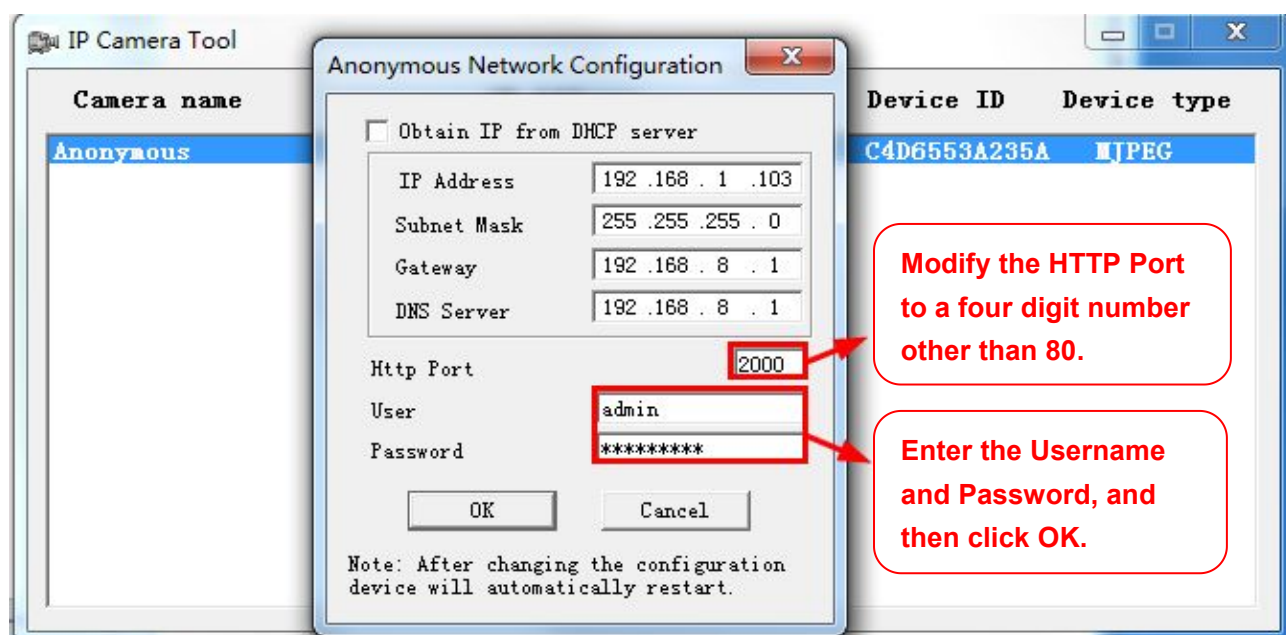 IP Camera Tool
Anonymous Network Configuration
Camera name
Device ID
Device type
Anonymous
C4D6553A235A
MJPEG
Obtain IP from DHCP server
IP Address
192 .168 . 1 .103
Subnet Mask
255 .255 .255 . 0
Gateway
192 .168 . 8 . 1
DNS Server
192 .168 . 8 . 1
Http Port
2000
User
admin
Password
*********
OK
Cancel
Note: After changing the configuration
device will automatically restart.
Modify the HTTP Port
to a four digit number
other than 80.
Enter the Username
and Password, and
then click OK.